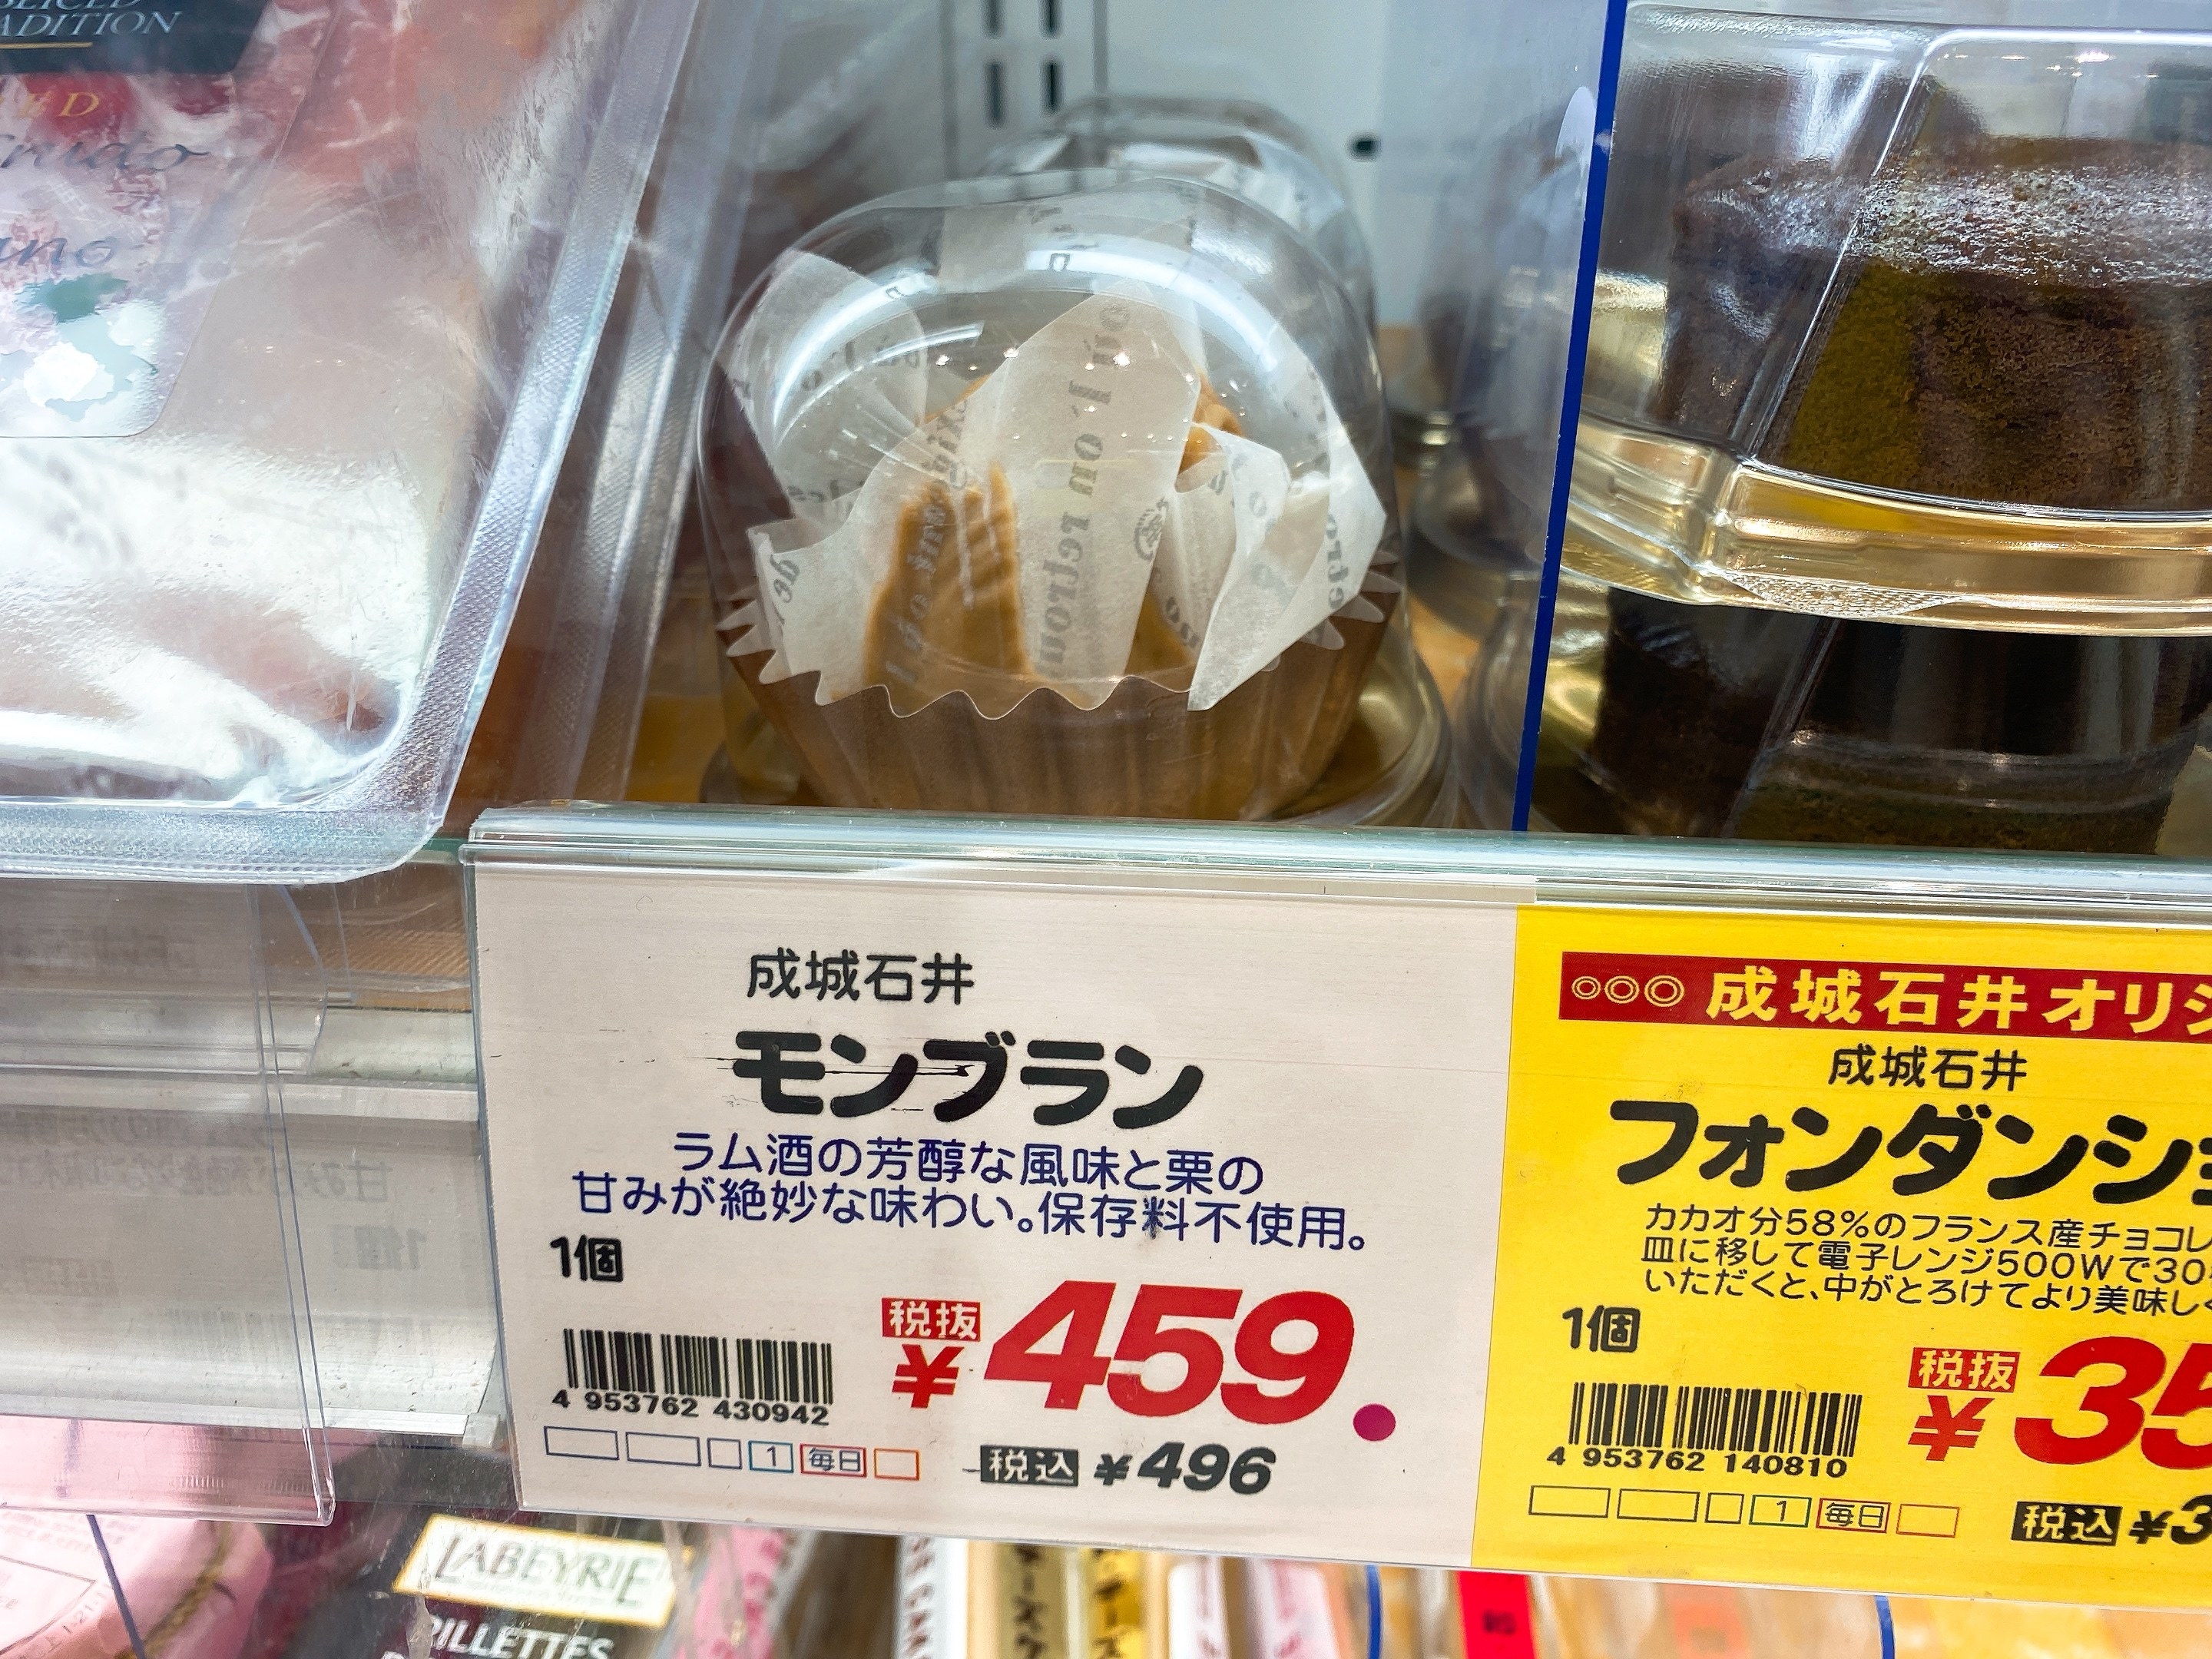 SLICED
TRADITION
成城石井
モンブラン
ラム酒の芳醇な風味と栗の
甘みが絶妙な味わい。保存料不使用。
1個
税抜
¥459.
4 953762 430942
1 毎日
税込 ¥496
成城石井オリジ
成城石井
フォンダンショ
カカオ分58%のフランス産チョコレ
皿に移して電子レンジ500Wで30
いただくと、中がとろけてより美味し
1個
税抜
¥35
4 953762 140810
1 毎日
税込 ¥3
LABEYRIE
RILLETTES